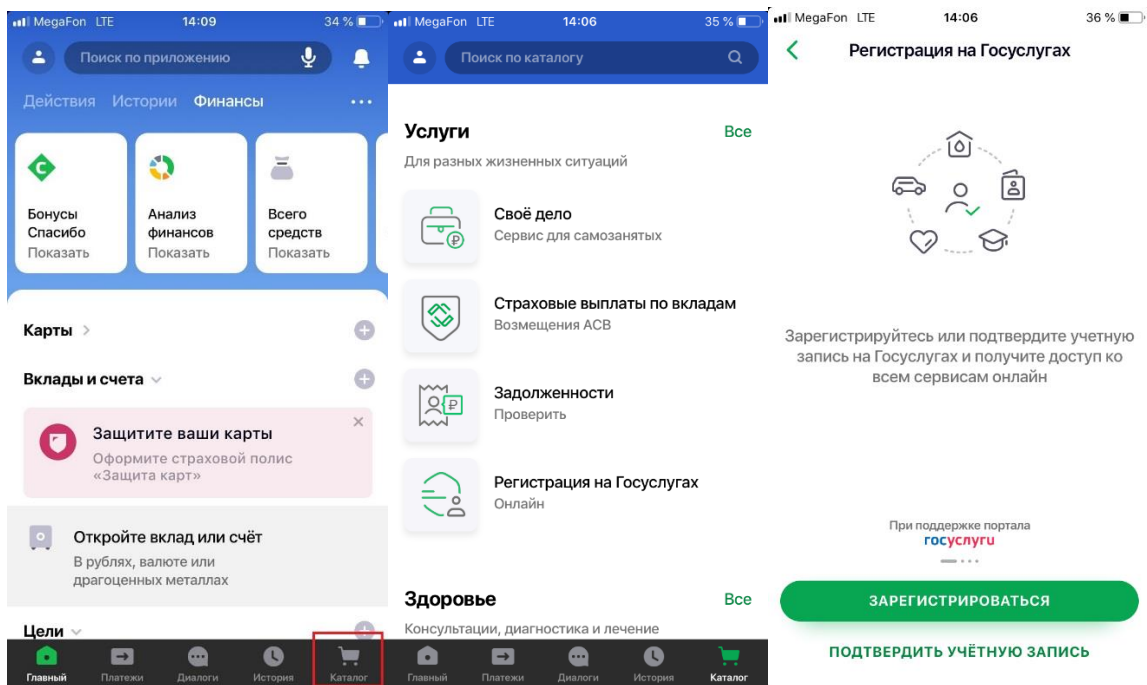 MegaFon LTE 14:09 34 %
Поиск по приложению
Действия Истории Финансы
Бонусы
Спасибо
Показать
Анализ
финансов
Показать
Всего
средств
Показать
Карты
Вклады и счета
Защитите ваши карты
Оформите страховой полис
«Защита карт»
Откройте вклад или счёт
В рублях, валюте или
драгоценных металлах
Цели
Главный Платежи Диалоги История Каталог
MegaFon LTE 14:06 35 %
Поиск по каталогу
Услуги Все
Для разных жизненных ситуаций
Своё дело
Сервис для самозанятых
Страховые выплаты по вкладам
Возмещения АСВ
Задолженности
Проверить
Регистрация на Госуслугах
Онлайн
Здоровье Все
Консультации, диагностика и лечение
Главный Платежи Диалоги История Каталог
MegaFon LTE 14:06 36 %
Регистрация на Госуслугах
Зарегистрируйтесь или подтвердите учетную
запись на Госуслугах и получите доступ ко
всем сервисам онлайн
При поддержке портала
госуслуги
ЗАРЕГИСТРИРОВАТЬСЯ
ПОДТВЕРДИТЬ УЧЁТНУЮ ЗАПИСЬ